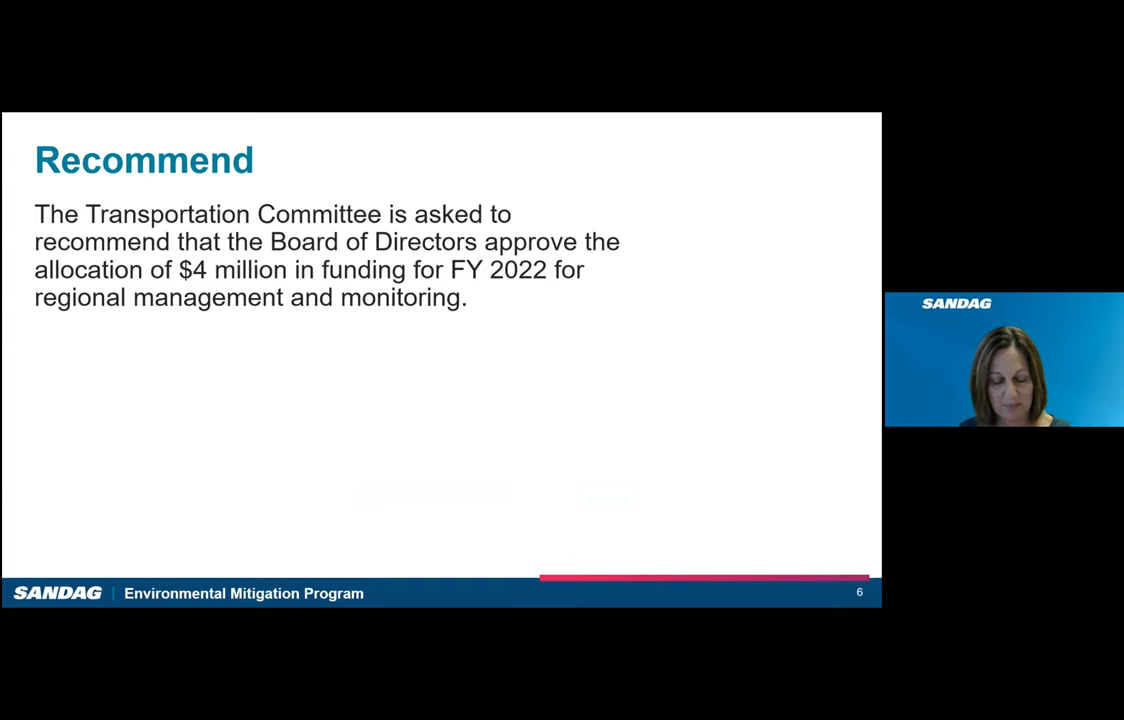 Recommend
The Transportation Committee is asked to
recommend that the Board of Directors approve the
allocation of $4 million in funding for FY 2022 for
regional management and monitoring.
SANDAG
SANDAG | Environmental Mitigation Program 6